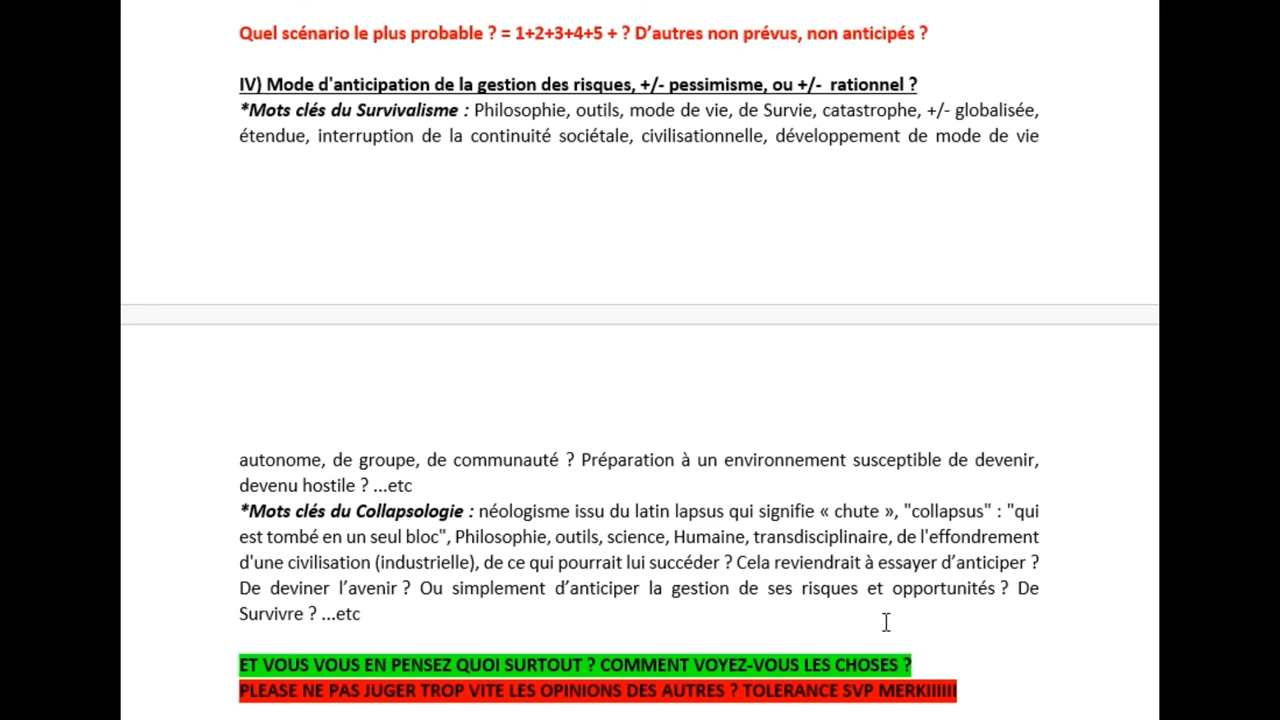 Quel scénario le plus probable ? = 1+2+3+4+5 + ? D’autres non prévus, non anticipés ?
IV) Mode d'anticipation de la gestion des risques, +/- pessimisme, ou +/- rationnel ?
*Mots clés du Survivalisme : Philosophie, outils, mode de vie, de Survie, catastrophe, +/- globalisée,
étendue, interruption de la continuité sociétale, civilisationnelle, développement de mode de vie
autonome, de groupe, de communauté ? Préparation à un environnement susceptible de devenir,
devenu hostile ? ...etc
*Mots clés du Collapsologie : néologisme issu du latin lapsus qui signifie « chute », "collapsus" : "qui
est tombé en un seul bloc", Philosophie, outils, science, Humaine, transdisciplinaire, de l'effondrement
d'une civilisation (industrielle), de ce qui pourrait lui succéder ? Cela reviendrait à essayer d’anticiper ?
De deviner l’avenir ? Ou simplement d’anticiper la gestion de ses risques et opportunités ? De
Survivre ? ...etc
ET VOUS VOUS EN PENSEZ QUOI SURTOUT ? COMMENT VOYEZ-VOUS LES CHOSES ?
PLEASE NE PAS JUGER TROP VITE LES OPINIONS DES AUTRES ? TOLERANCE SVP MERKIIIIII